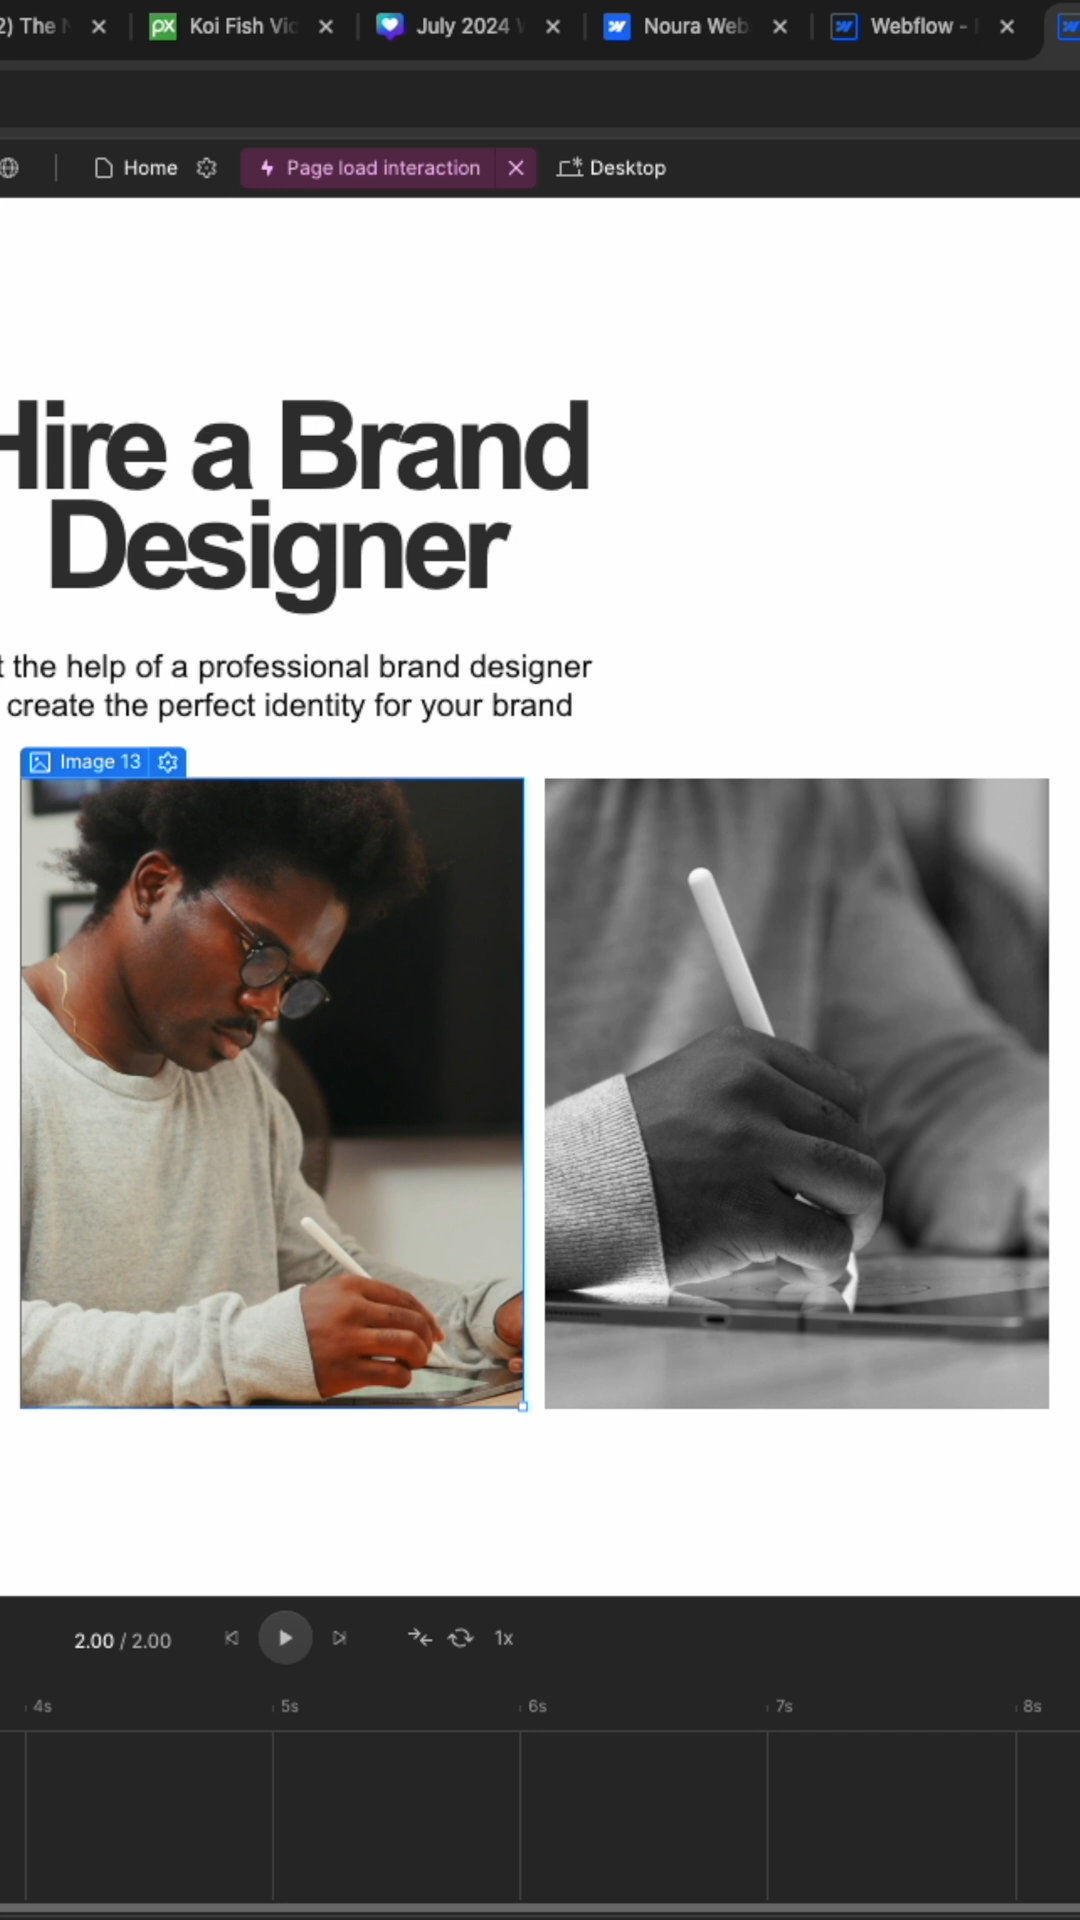 2) The
Koi Fish Vic
July 2024
Noura Web
Webflow -
Home
Page load interaction
Desktop
Hire a Brand
Designer
t the help of a professional brand designer
create the perfect identity for your brand
Image 13
2.00 / 2.00
1x
4s
5s
6s
7s
8s